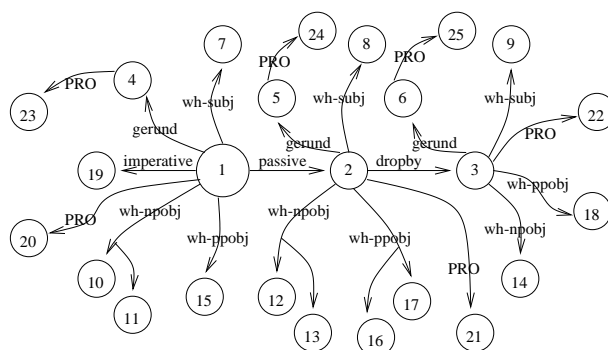 24
25
7
8
9
PRO
4
PRO
5
PRO
6
23
gerund
wh-subj
gerund
wh-subj
gerund
wh-subj
PRO
22
19
imperative
1
passive
2
dropby
3
PRO
wh-npobj
wh-ppobj
wh-npobj
wh-ppobj
wh-ppobj
wh-npobj
18
20
10
11
15
12
13
PRO
17
16
21
14